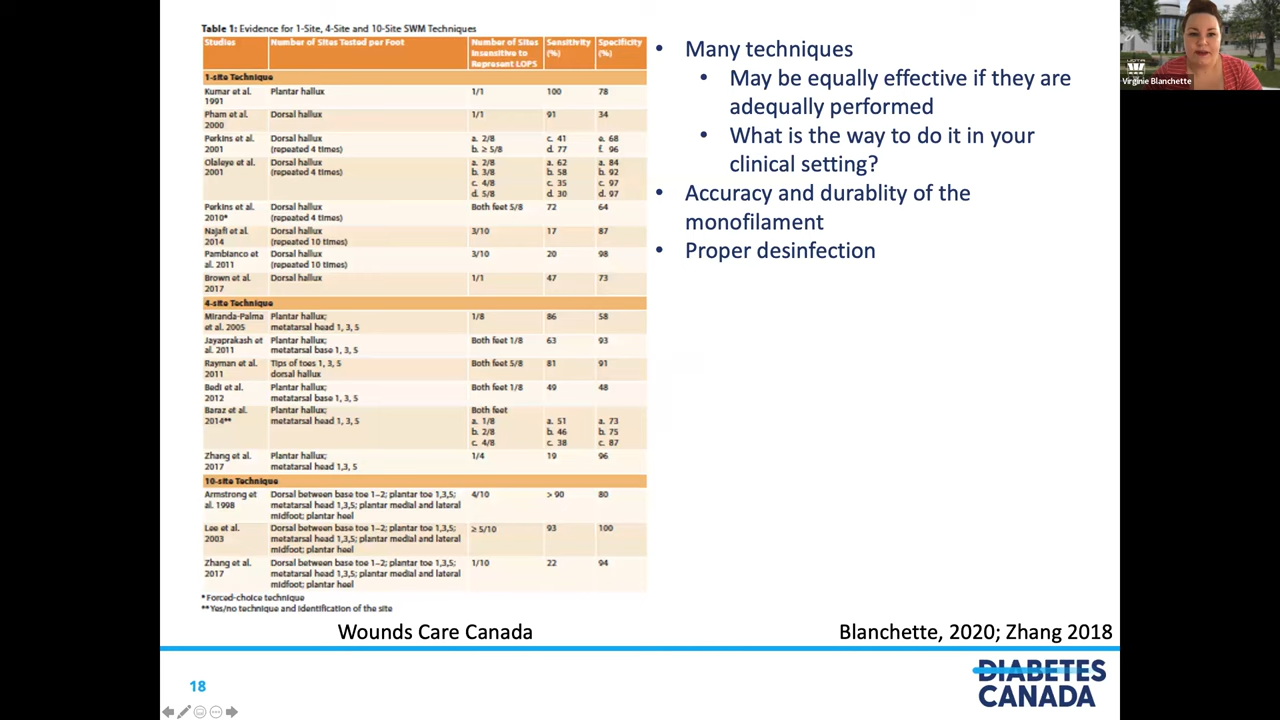 Table 1: Evidence for 1-Site, 4-Site and 10-Site SWM Techniques
Studies Number of Sites Tested per Foot Number of Sites Insensitive to Represent LOPS Sensitivity (%) Specificity (%)
1-site Technique
Kumar et al. 1991 Plantar hallux 1/1 100 78
Pham et al. 2000 Dorsal hallux 1/1 91 34
Perkins et al. 2001 Dorsal hallux (repeated 4 times) a. 2/8 b. ≥ 5/8 c. 41 d. 77 e. 68 f. 96
Olaleye et al. 2001 Dorsal hallux (repeated 4 times) a. 2/8 b. 3/8 c. 4/8 d. 5/8 a. 62 b. 58 c. 35 d. 30 a. 84 b. 92 c. 97 d. 97
Perkins et al. 2010* Dorsal hallux (repeated 4 times) Both feet 5/8 72 64
Najafi et al. 2014 Dorsal hallux (repeated 10 times) 3/10 17 87
Pambianco et al. 2011 Dorsal hallux (repeated 10 times) 3/10 20 98
Brown et al. 2017 Dorsal hallux 1/1 47 73
4-site Technique
Miranda-Palma et al. 2005 Plantar hallux; metatarsal head 1, 3, 5 1/8 86 58
Jayaprakash et al. 2011 Plantar hallux; metatarsal base 1, 3, 5 Both feet 1/8 63 93
Rayman et al. 2011 Tips of toes 1, 3, 5 dorsal hallux Both feet 5/8 81 91
Bedi et al. 2012 Plantar hallux; metatarsal base 1, 3, 5 Both feet 1/8 49 48
Baraz et al. 2014** Plantar hallux; metatarsal head 1, 3, 5 Both feet a. 1/8 b. 2/8 c. 4/8 a. 51 b. 46 c. 38 a. 73 b. 75 c. 87
Zhang et al. 2017 Plantar hallux; metatarsal head 1,3, 5 1/4 19 96
10-site Technique
Armstrong et al. 1998 Dorsal between base toe 1–2; plantar toe 1,3,5; metatarsal head 1,3,5; plantar medial and lateral midfoot; plantar heel 4/10 > 90 80
Lee et al. 2003 Dorsal between base toe 1–2; plantar toe 1,3,5; metatarsal head 1,3,5; plantar medial and lateral midfoot; plantar heel ≥ 5/10 93 100
Zhang et al. 2017 Dorsal between base toe 1–2; plantar toe 1,3,5; metatarsal head 1,3,5; plantar medial and lateral midfoot; plantar heel 1/10 22 94
* Forced-choice technique
** Yes/no technique and identification of the site
• Many techniques
• May be equally effective if they are
adequally performed
• What is the way to do it in your
clinical setting?
• Accuracy and durablity of the
monofilament
• Proper desinfection
Wounds Care Canada
Blanchette, 2020; Zhang 2018
18
DIABETES
CANADA
Virginie Blanchette